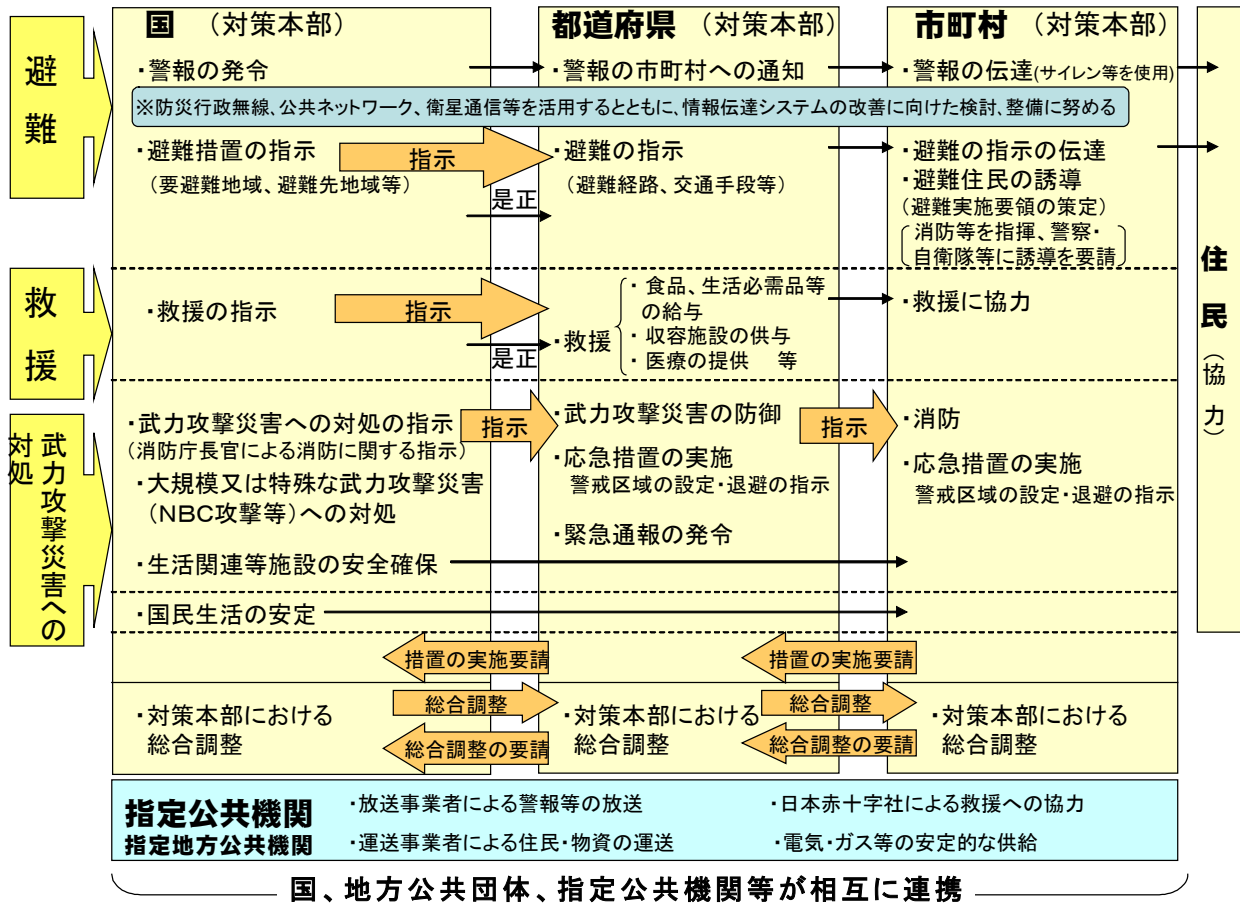 国 (対策本部)
都道府県 (対策本部)
市町村 (対策本部)
避難
・警報の発令
・警報の市町村への通知
・警報の伝達(サイレン等を使用)
※防災行政無線、公共ネットワーク、衛星通信等を活用するとともに、情報伝達システムの改善に向けた検討、整備に努める
・避難措置の指示
(要避難地域、避難先地域等)
指示
是正
・避難の指示
(避難経路、交通手段等)
・避難の指示の伝達
・避難住民の誘導
(避難実施要領の策定)
消防等を指揮、警察・
自衛隊等に誘導を要請
救援
・救援の指示
指示
是正
・救援
・食品、生活必需品等
の給与
・収容施設の供与
・医療の提供 等
・救援に協力
武力攻撃災害への
対処
・武力攻撃災害への対処の指示
(消防庁長官による消防に関する指示)
・大規模又は特殊な武力攻撃災害
(NBC攻撃等)への対処
・生活関連等施設の安全確保
指示
・武力攻撃災害の防御
・応急措置の実施
警戒区域の設定・退避の指示
・緊急通報の発令
指示
・消防
・応急措置の実施
警戒区域の設定・退避の指示
・国民生活の安定
措置の実施要請
措置の実施要請
・対策本部における
総合調整
総合調整
総合調整の要請
・対策本部における
総合調整
総合調整
総合調整の要請
・対策本部における
総合調整
住民(協力)
指定公共機関
指定地方公共機関
・放送事業者による警報等の放送
・日本赤十字社による救援への協力
・運送事業者による住民・物資の運送
・電気・ガス等の安定的な供給
国、地方公共団体、指定公共機関等が相互に連携